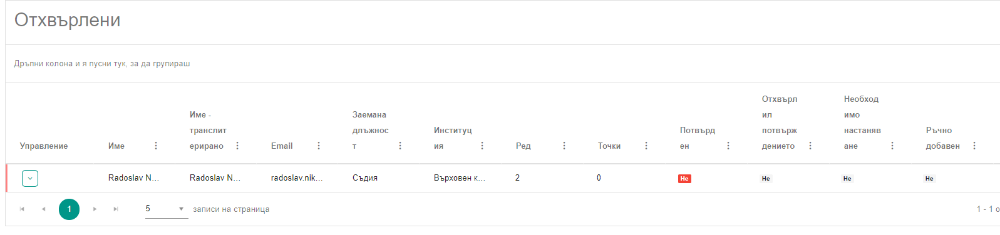 Отхвърлени
Дръпни колона и я пусни тук, за да групираш
Управление
Име
Име -
транслит
ерирано
Email
Заемана
длъжнос
т
Институц
ия
Ред
Точки
Потвърд
ен
Отхвърл
ил
потвърж
дението
Необход
имо
настаняв
ане
Ръчно
добавен
Radoslav N... Radoslav N... radoslav.nik... Съдия Върховен к... 2 0 Не Не Не Не
1 5 записи на страница 1 - 1 о